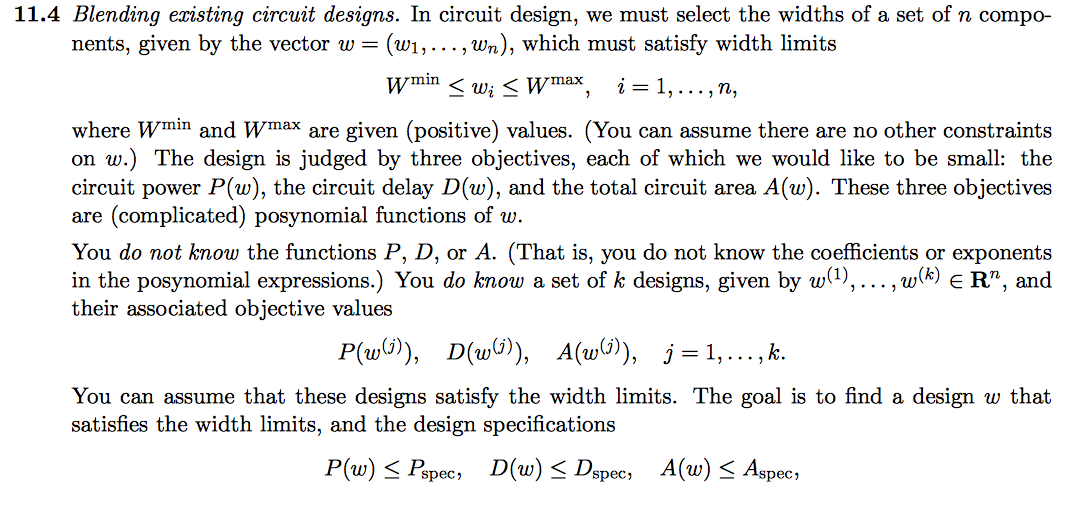 11.4 Blending existing circuit designs. In circuit design, we must select the widths of a set of n compo-
nents, given by the vector w = (w₁, . . . , wₙ), which must satisfy width limits
Wᵐⁱⁿ ≤ wᵢ ≤ Wᵐᵃˣ, i = 1, . . . , n,
where Wᵐⁱⁿ and Wᵐᵃˣ are given (positive) values. (You can assume there are no other constraints
on w.) The design is judged by three objectives, each of which we would like to be small: the
circuit power P(w), the circuit delay D(w), and the total circuit area A(w). These three objectives
are (complicated) posynomial functions of w.
You do not know the functions P, D, or A. (That is, you do not know the coefficients or exponents
in the posynomial expressions.) You do know a set of k designs, given by w⁽¹⁾, . . . , w⁽ᵏ⁾ ∈ Rⁿ, and
their associated objective values
P(w⁽ʲ⁾), D(w⁽ʲ⁾), A(w⁽ʲ⁾), j = 1, . . . , k.
You can assume that these designs satisfy the width limits. The goal is to find a design w that
satisfies the width limits, and the design specifications
P(w) ≤ P_spec, D(w) ≤ D_spec, A(w) ≤ A_spec,